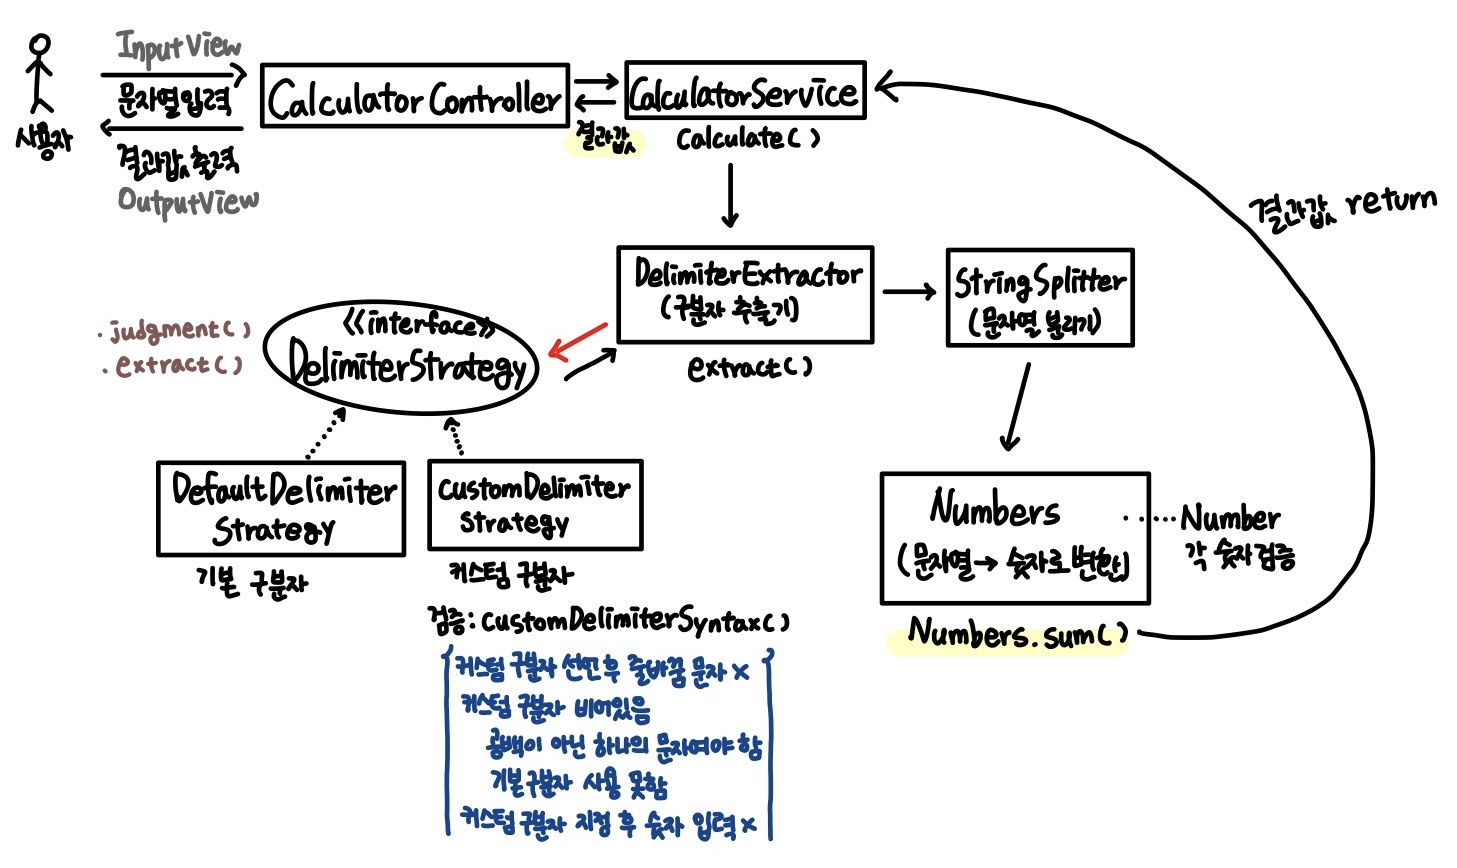 InputView
문자열 입력
결과값 출력
OutputView
사용자
CalculatorController
결과값
CalculatorService
Calculate()
결과값 return
DelimiterExtractor
(구분자 추출기)
extract()
StringSplitter
(문자열 분리기)
.judgment()
.extract()
<<interface>>
DelimiterStrategy
DefaultDelimiter
Strategy
기본 구분자
CustomDelimiter
Strategy
커스텀 구분자
검증: CustomDelimiterSyntax()
커스텀 구분자 선언 후 줄바꿈 문자 x
커스텀 구분자 비어있음
공백이 아닌 하나의 문자여야 함
기본구분자 사용 못함
커스텀 구분자 지정 후 숫자 입력 x
Numbers
(문자열→ 숫자로 변환)
Numbers.sum()
Number
각 숫자 검증